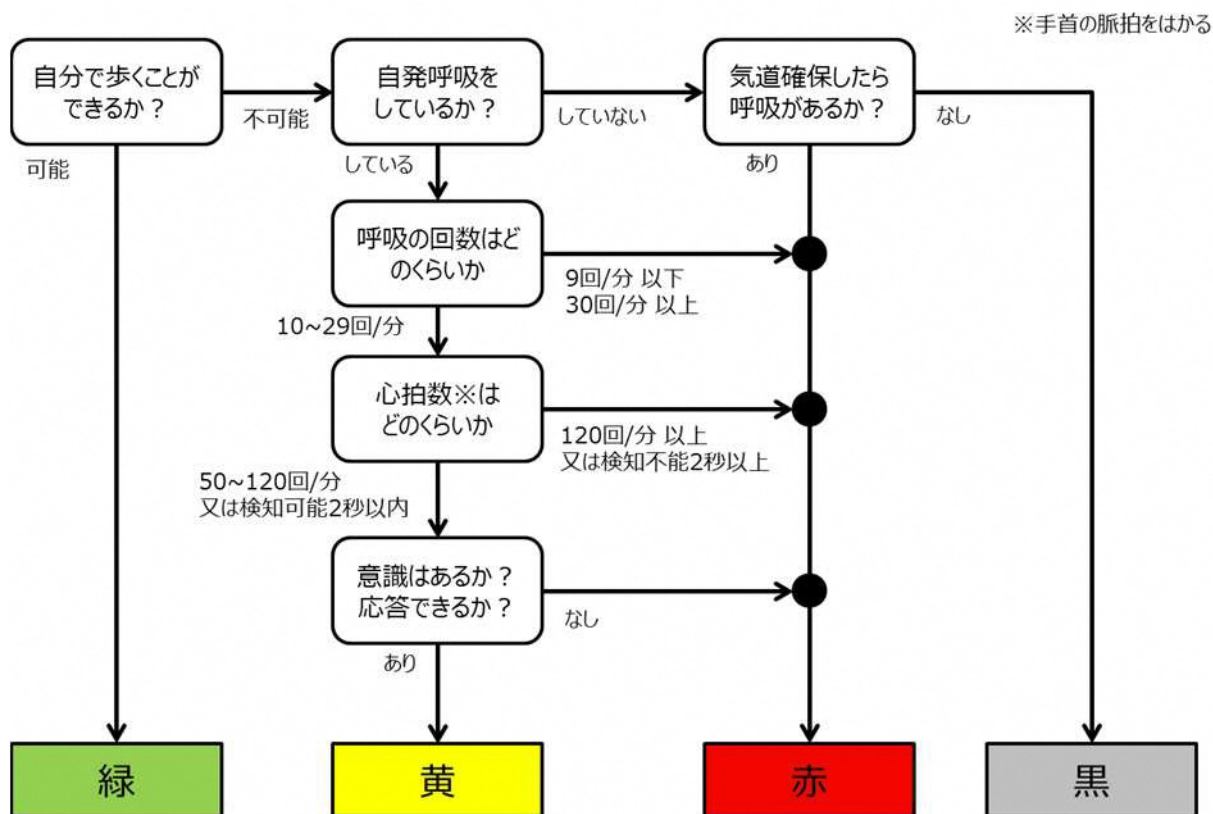 ※手首の脈拍をはかる
自分で歩くことが
できるか？
不可能
可能
自発呼吸を
しているか？
していない
している
気道確保したら
呼吸があるか？
なし
あり
呼吸の回数はど
のくらいか
9回/分 以下
30回/分 以上
10~29回/分
心拍数※は
どのくらいか
120回/分 以上
又は検知不能2秒以上
50~120回/分
又は検知可能2秒以内
意識はあるか？
応答できるか？
なし
あり
緑
黄
赤
黒